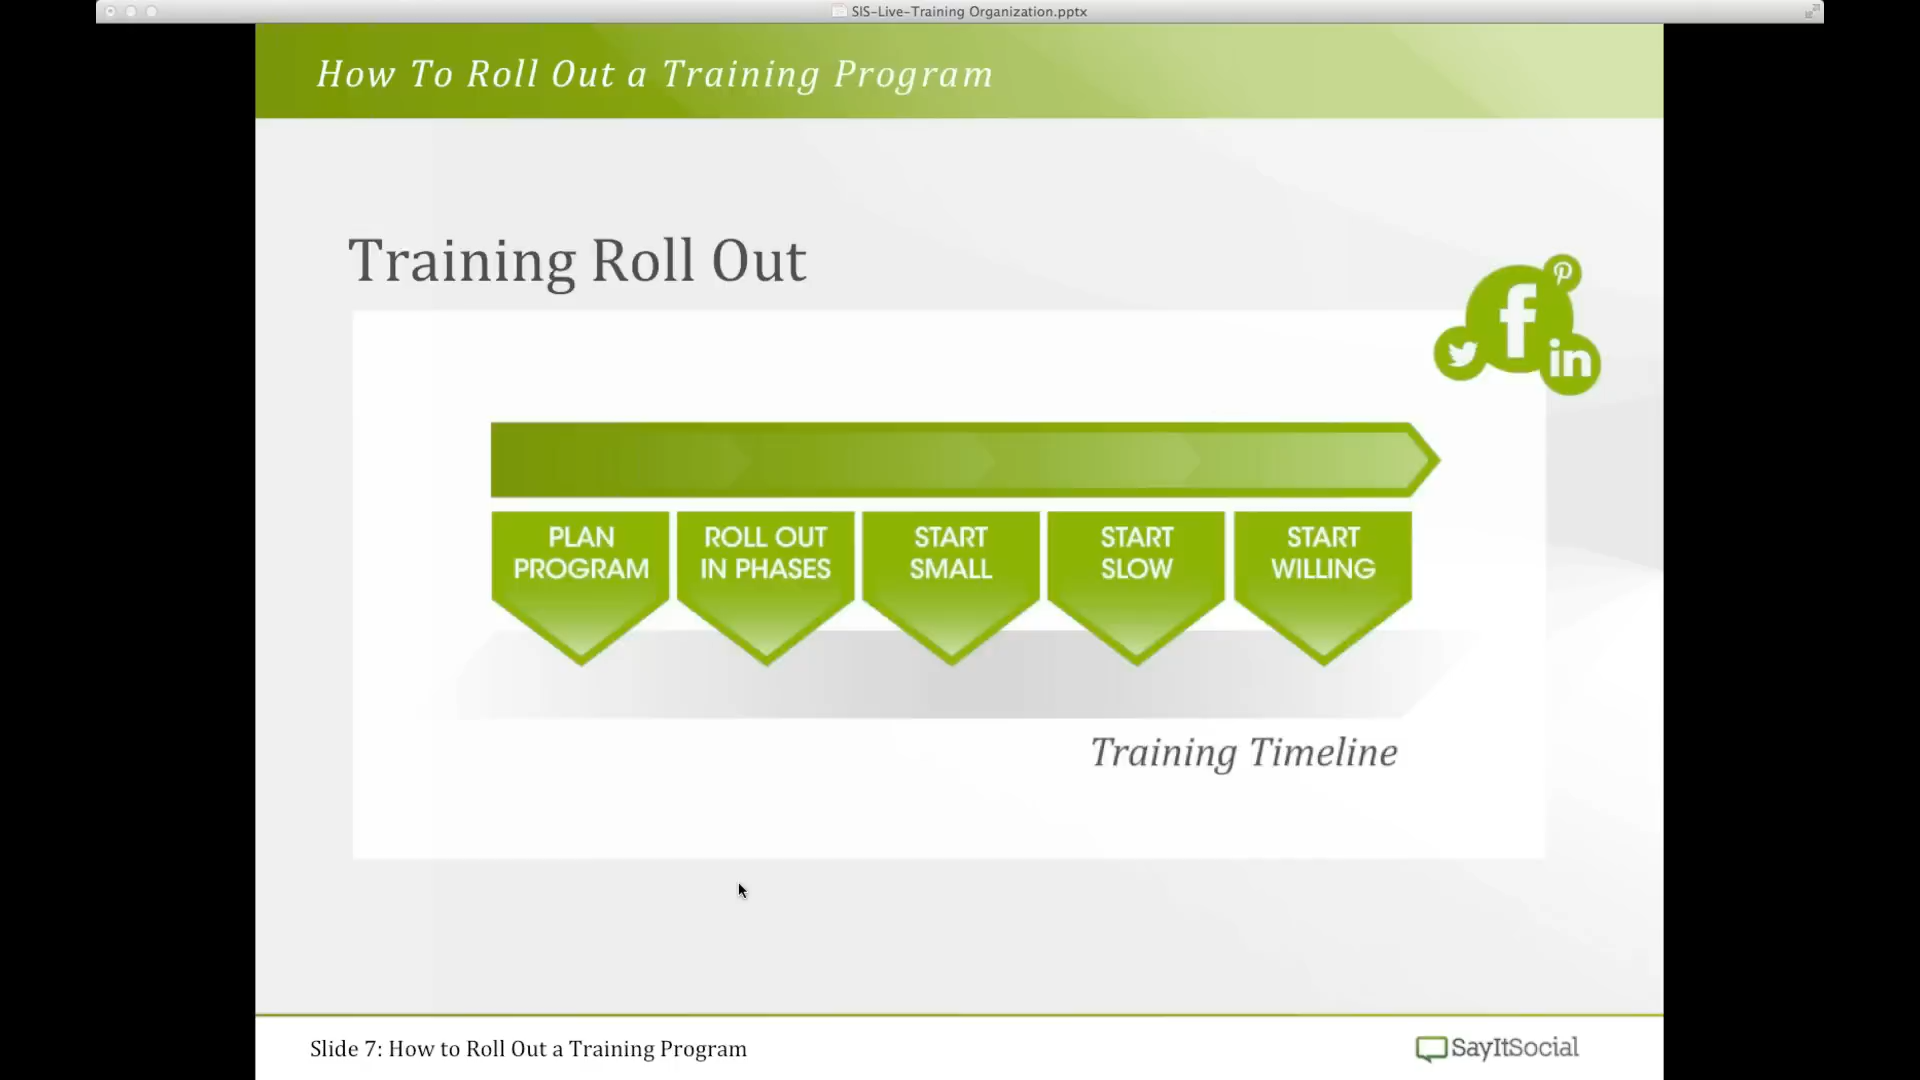 SIS-Live-Training Organization.pptx
How To Roll Out a Training Program
Training Roll Out
f
in
PLAN
PROGRAM
ROLL OUT
IN PHASES
START
SMALL
START
SLOW
START
WILLING
Training Timeline
Slide 7: How to Roll Out a Training Program
SayItSocial